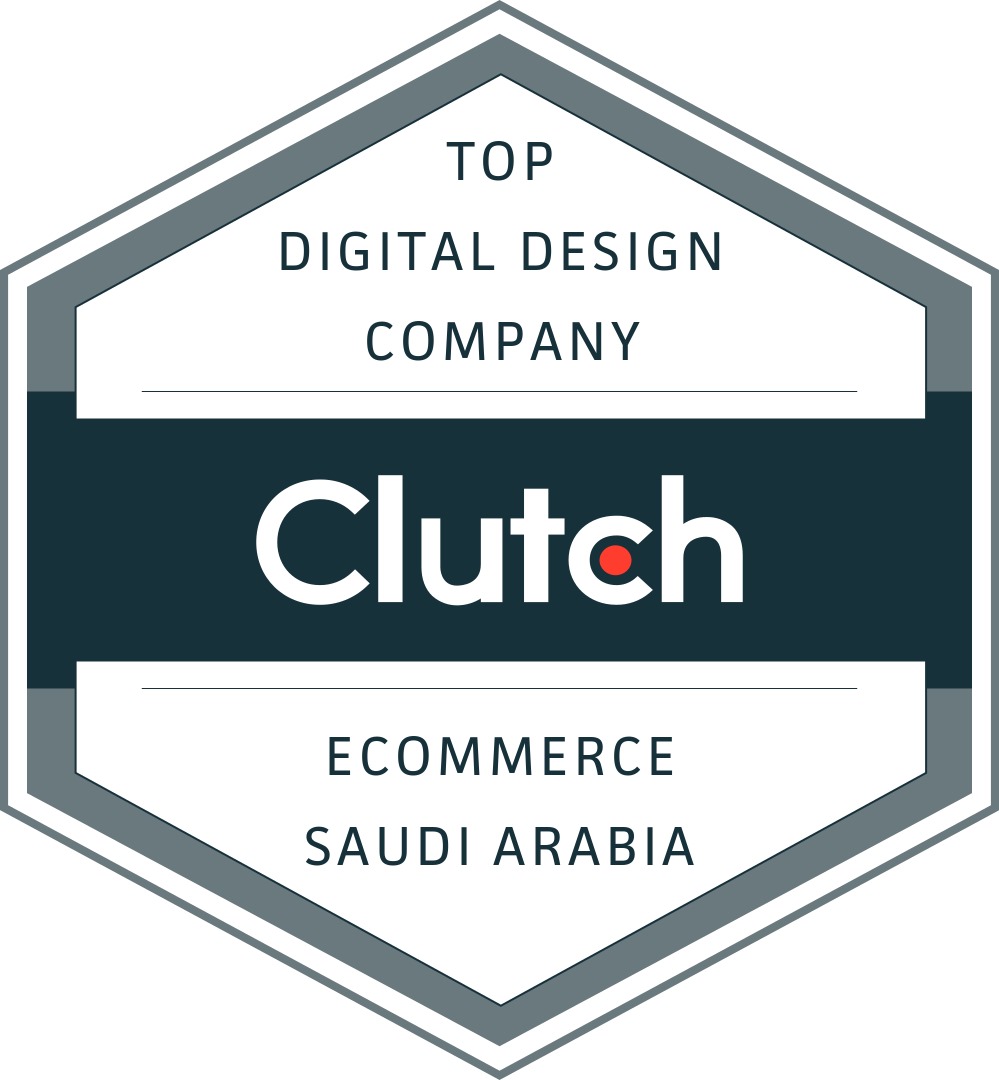 TOP
DIGITAL DESIGN
COMPANY
Clutch
ECOMMERCE
SAUDI ARABIA